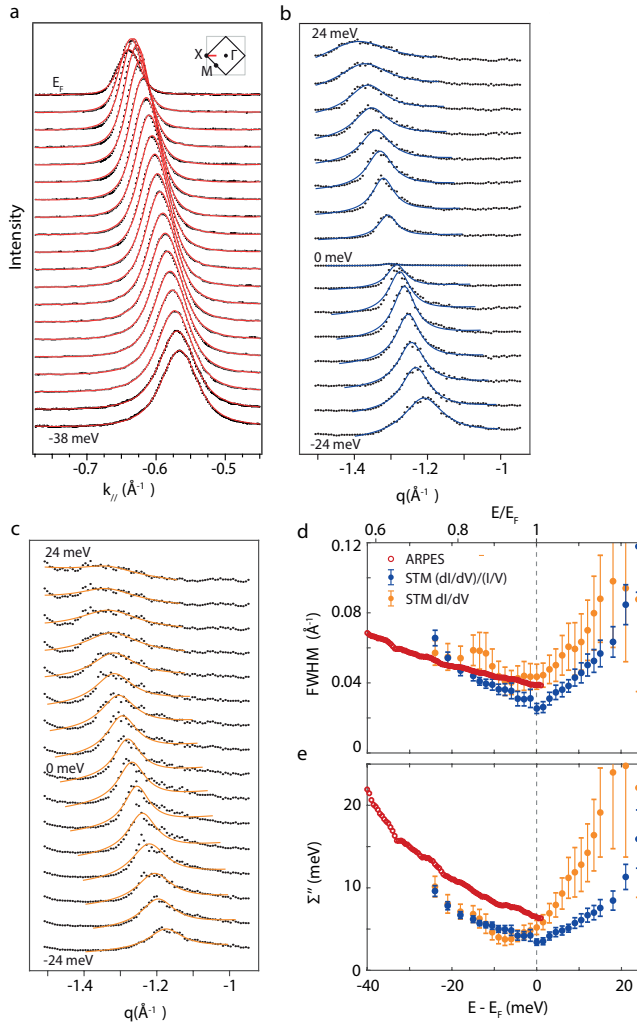 a
X
Γ
M
E_F
Intensity
-38 meV
-0.7 -0.6 -0.5
k_// (Å⁻¹)
b
24 meV
0 meV
-24 meV
-1.4 -1.2 -1
q(Å⁻¹)
c
24 meV
0 meV
-24 meV
-1.4 -1.2 -1
q(Å⁻¹)
d
E/E_F
0.6 0.8 1
ARPES
STM (dI/dV)/(I/V)
STM dI/dV
FWHM (Å⁻¹)
0.12
0.08
0.04
0
e
Σ′′ (meV)
20
10
0
-40 -20 0 20
E - E_F (meV)